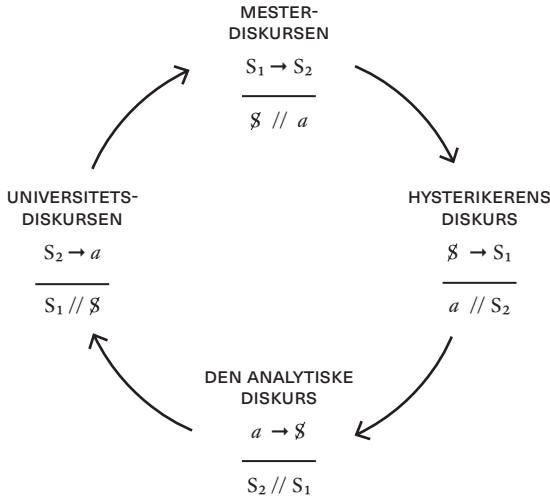 MESTER-
DISKURSEN
S₁ → S₂
$ // a
UNIVERSITETS-
DISKURSEN
S₂ → a
S₁ // $
HYSTERIKERENS
DISKURS
$ → S₁
a // S₂
DEN ANALYTISKE
DISKURS
a → $
S₂ // S₁